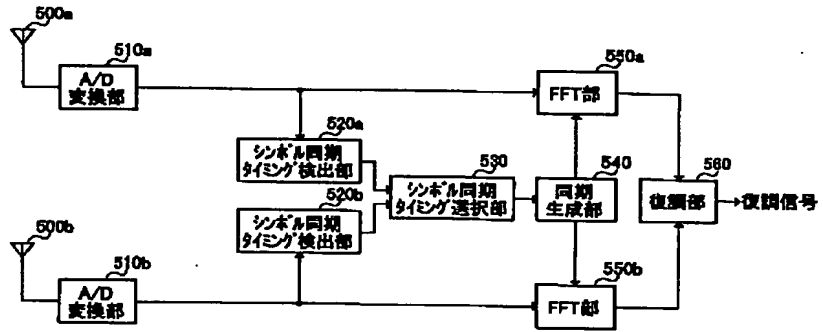 500a
510a
A/D
変換部
550a
FFT部
520a
シンボル同期
タイミング検出部
530
シンボル同期
タイミング選択部
540
同期
生成部
560
復調部
復調信号
520b
シンボル同期
タイミング検出部
500b
510b
A/D
変換部
550b
FFT部